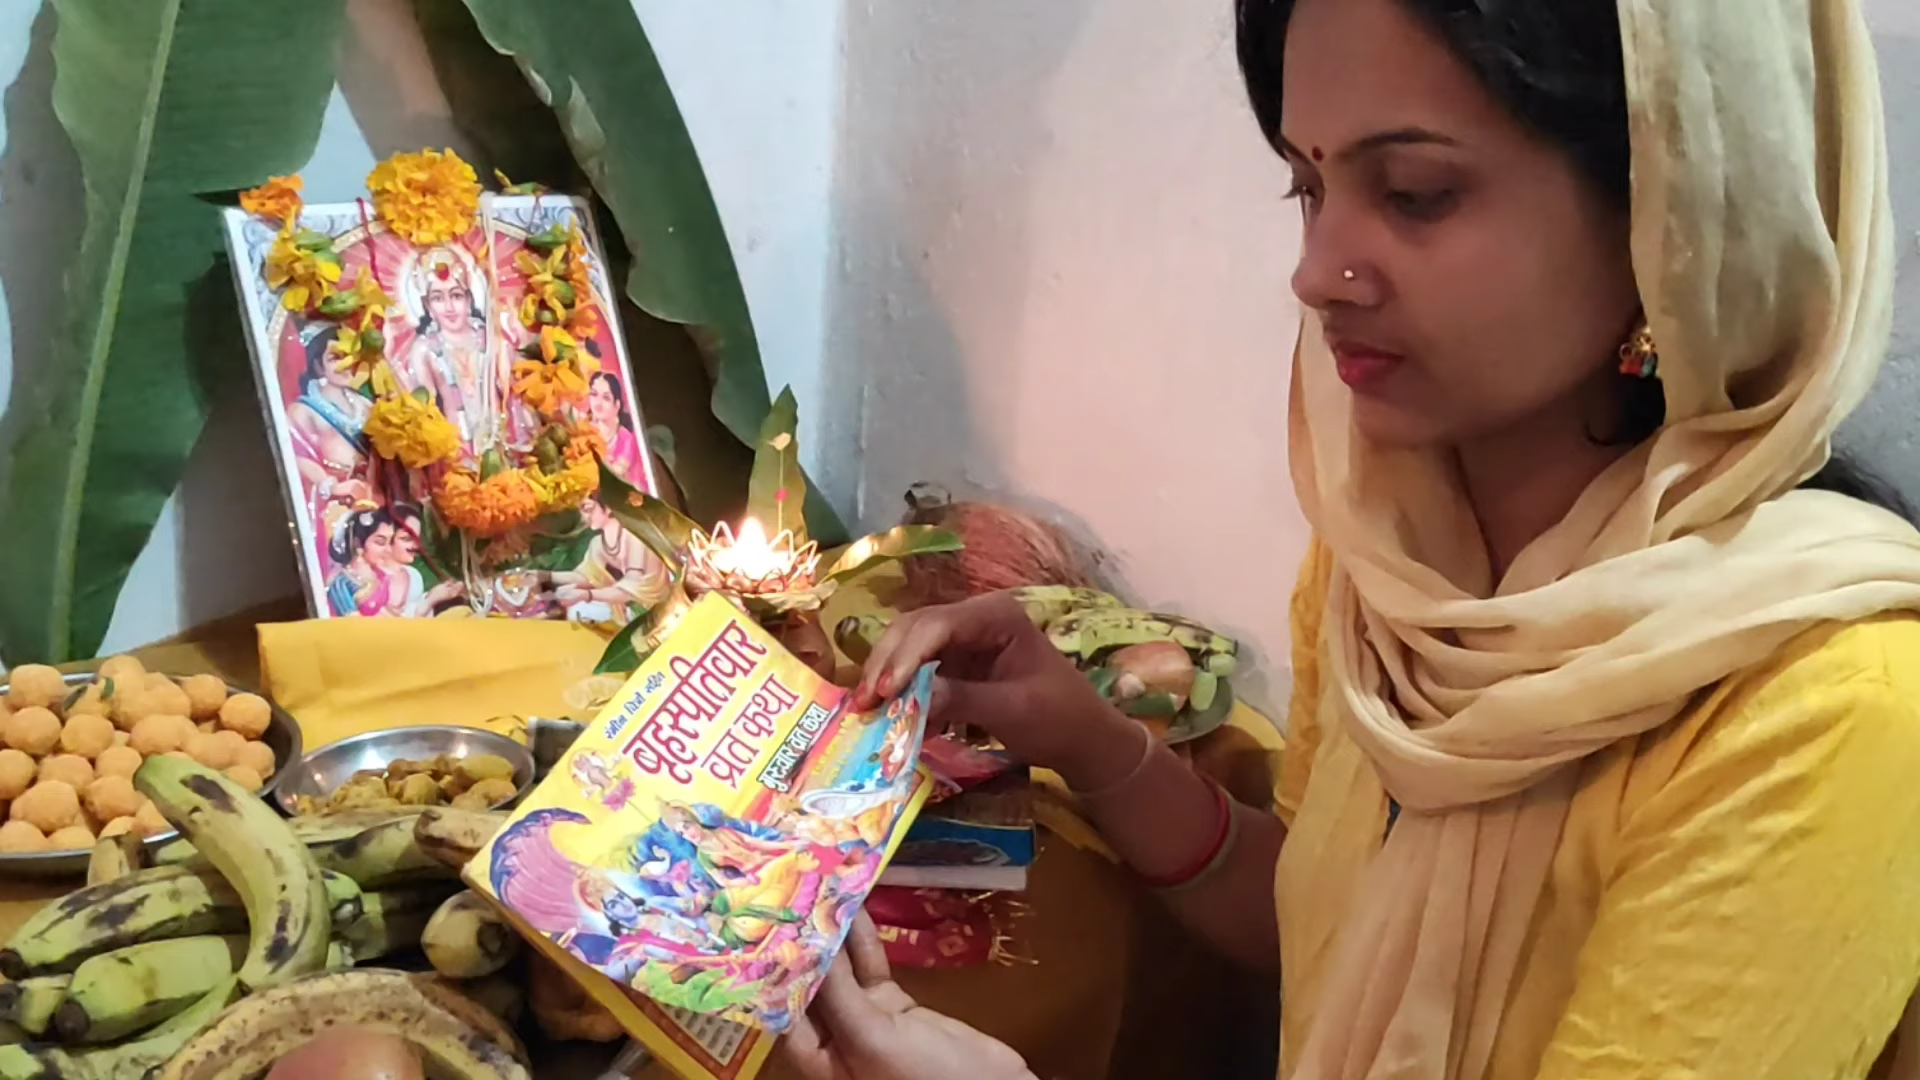 रंगीन चित्रों सहित
बृहस्पतिवार
व्रत कथा
गुरुवार व्रत कथा